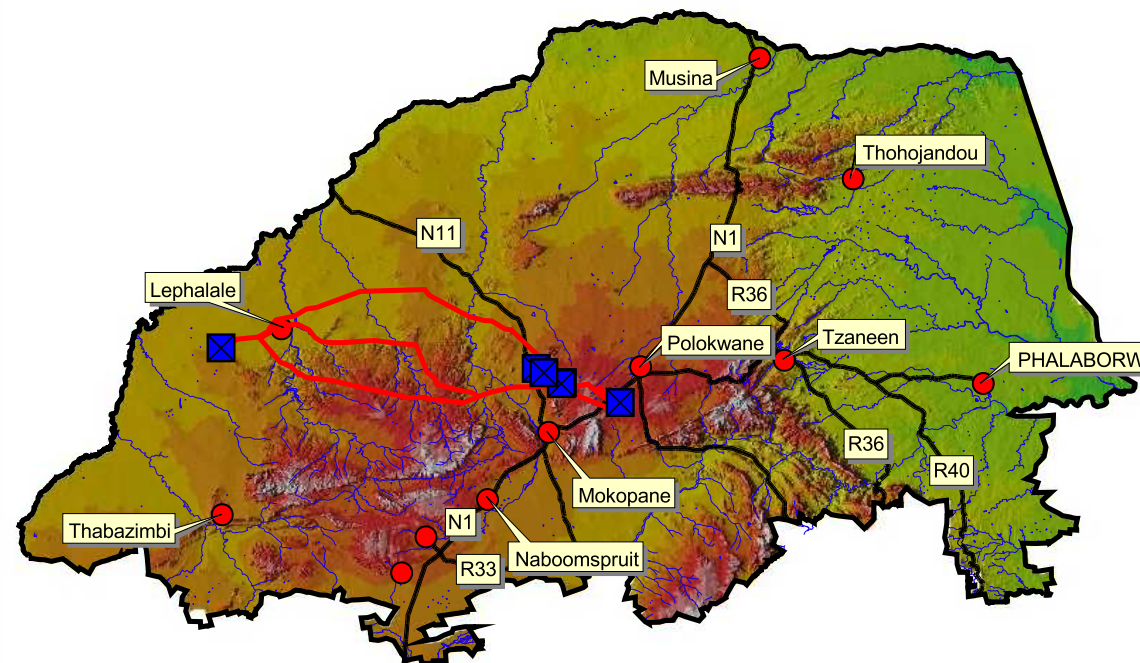 Musina
Thohojandou
N11
N1
Lephalale
R36
Polokwane
Tzaneen
PHALABORW
R36
R40
Mokopane
Thabazimbi
N1
Naboomspruit
R33